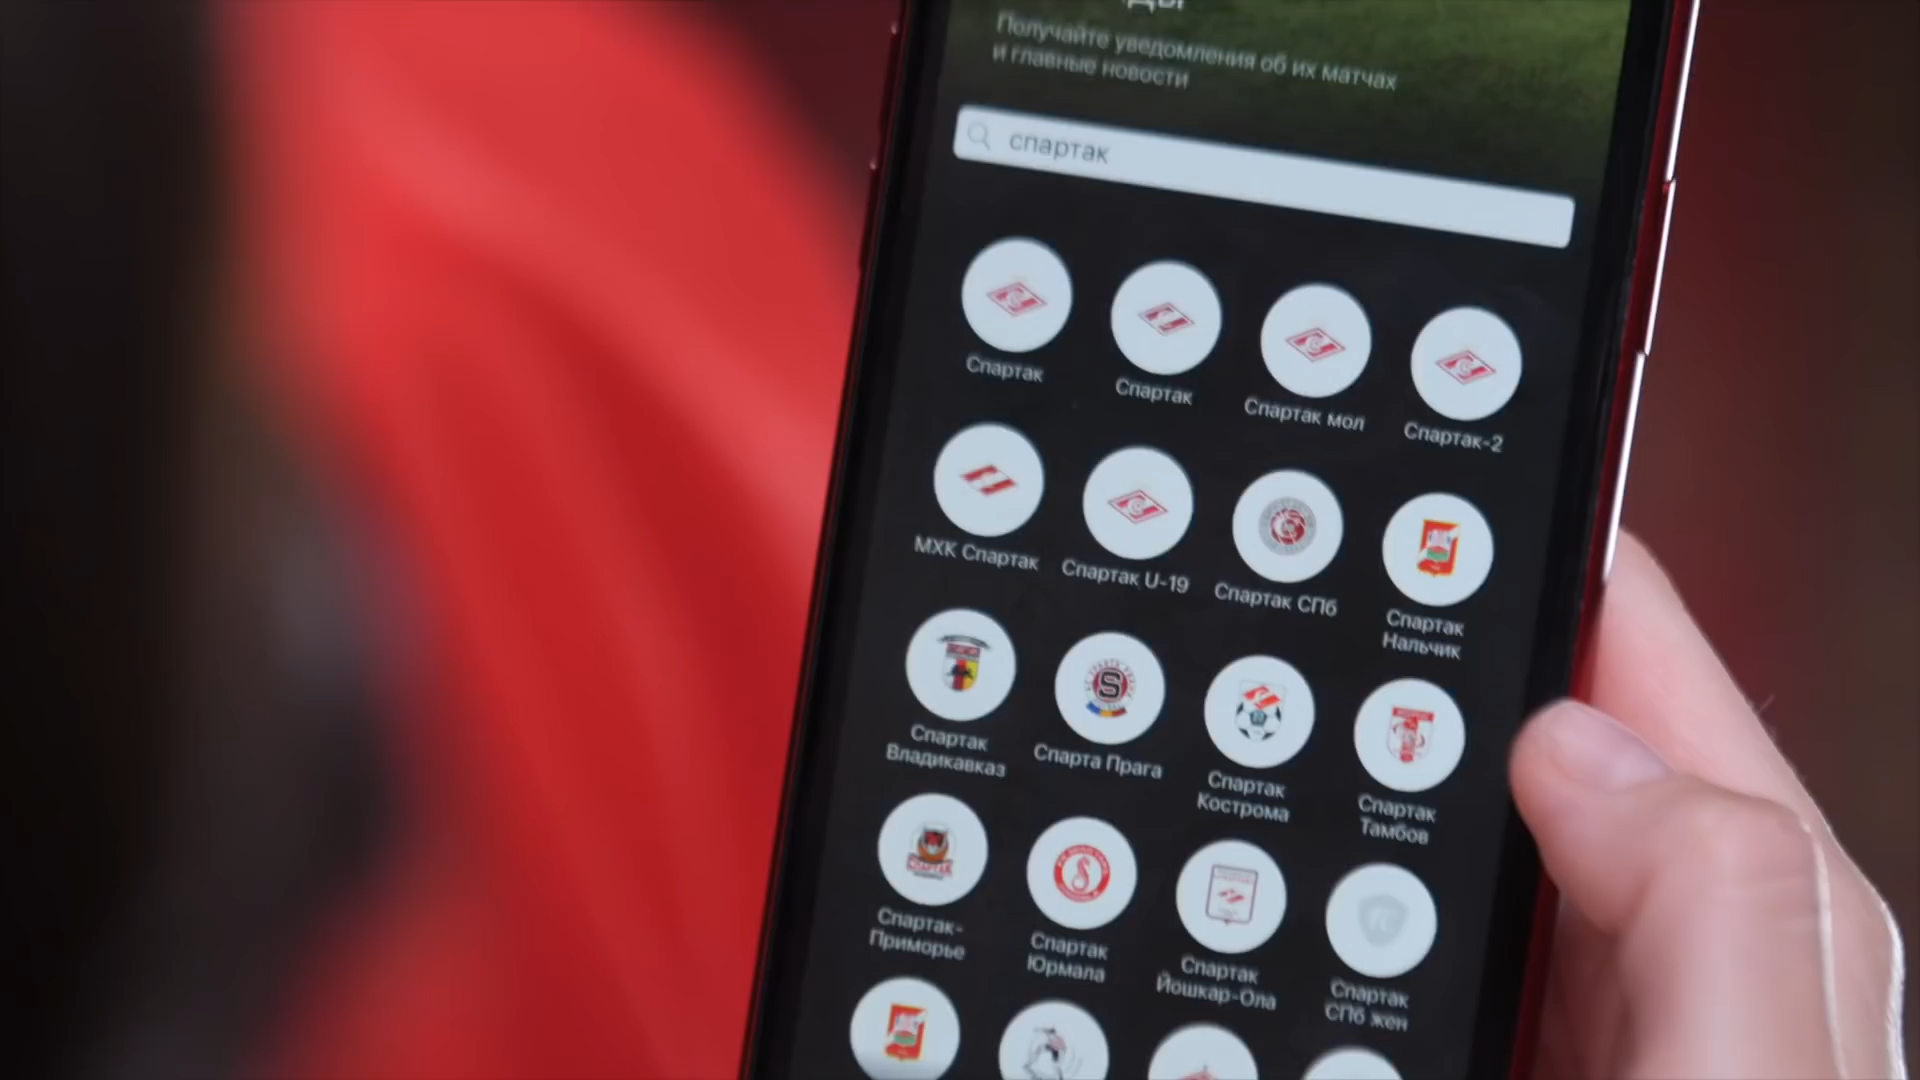 Получайте уведомления об их матчах
и главные новости
спартак
Спартак
Спартак
Спартак мол
Спартак-2
МХК Спартак
Спартак U-19
Спартак СПб
Спартак
Нальчик
Спартак
Владикавказ
Спарта Прага
Спартак
Кострома
Спартак
Тамбов
Спартак-
Приморье
Спартак
Юрмала
Спартак
Йошкар-Ола
Спартак
СПб жен